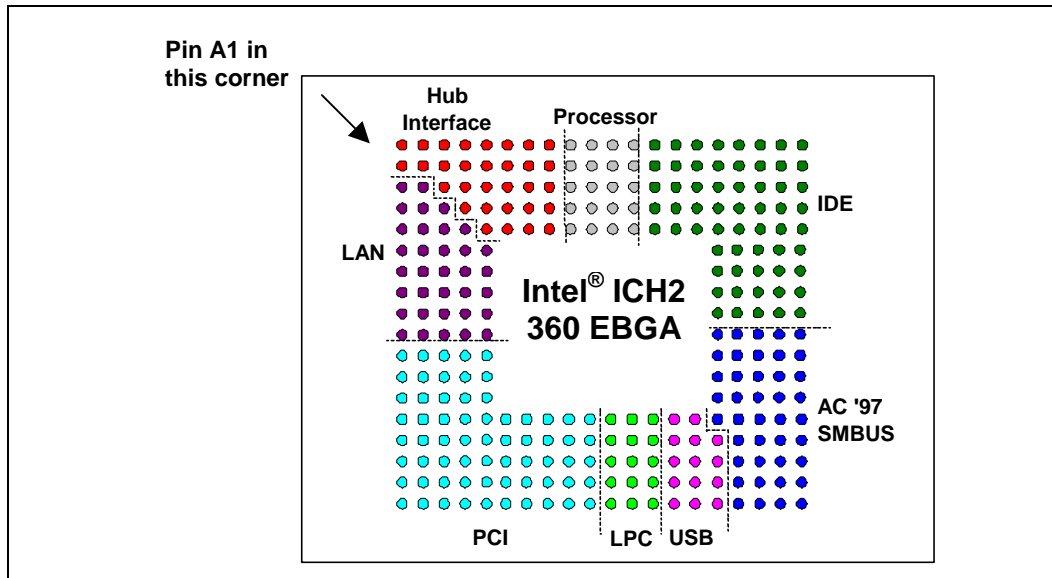 Pin A1 in
this corner
Hub
Interface
Processor
IDE
LAN
Intel® ICH2
360 EBGA
AC '97
SMBUS
PCI
LPC
USB